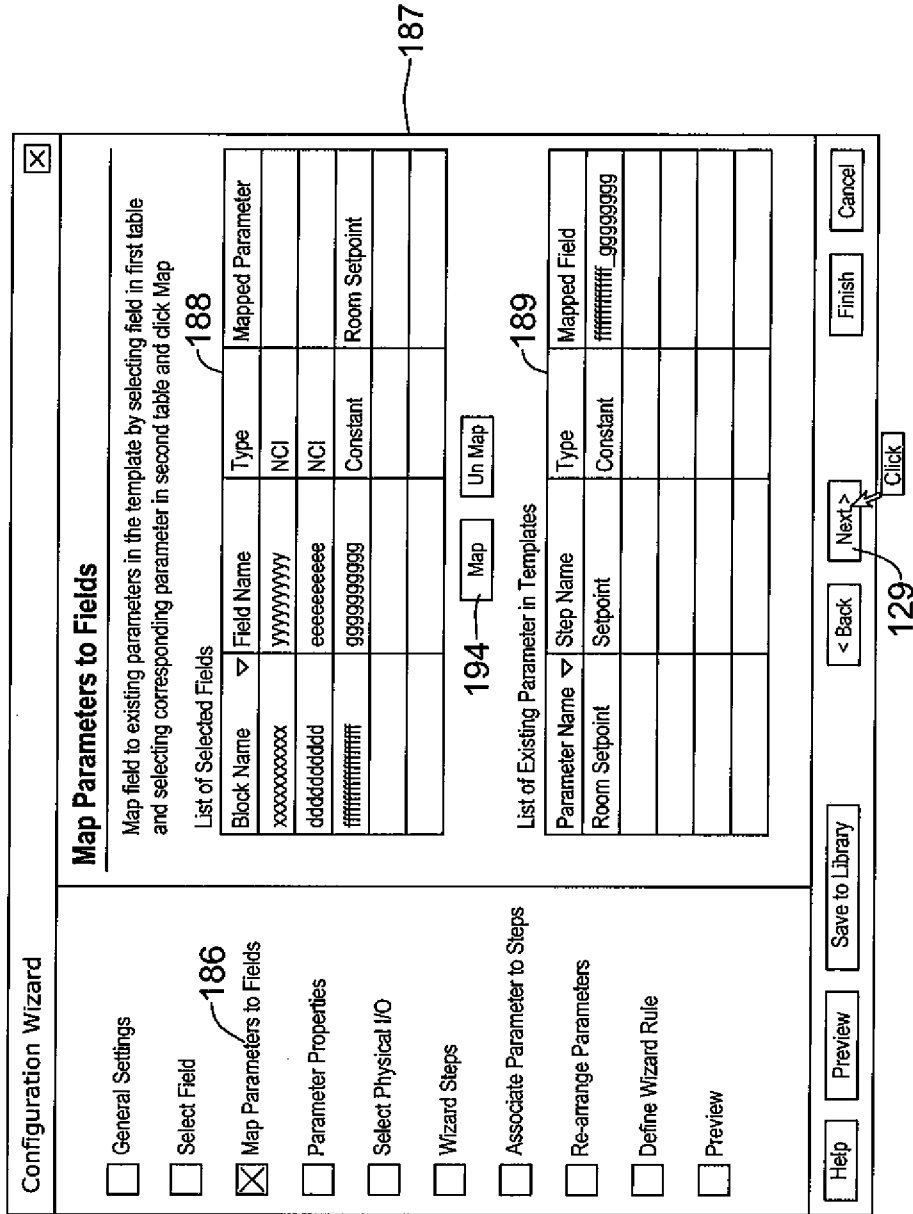 Configuration Wizard
General Settings
Select Field
186
Map Parameters to Fields
Parameter Properties
Select Physical I/O
Wizard Steps
Associate Parameter to Steps
Re-arrange Parameters
Define Wizard Rule
Preview
Map Parameters to Fields
Map field to existing parameters in the template by selecting field in first table
and selecting corresponding parameter in second table and click Map
187
List of Selected Fields
188
Block Name Field Name Type Mapped Parameter
xxxxxxxxxx yyyyyyyyyy NCI
dddddddddd eeeeeeeeee NCI
ffffffffffffffffffff gggggggggg Constant Room Setpoint
194 Map Un Map
List of Existing Parameter in Templates
189
Parameter Name Step Name Type Mapped Field
Room Setpoint Setpoint Constant ffffffffffffffff_gggggggg
Help Preview Save to Library < Back Next > Finish Cancel
Click
129